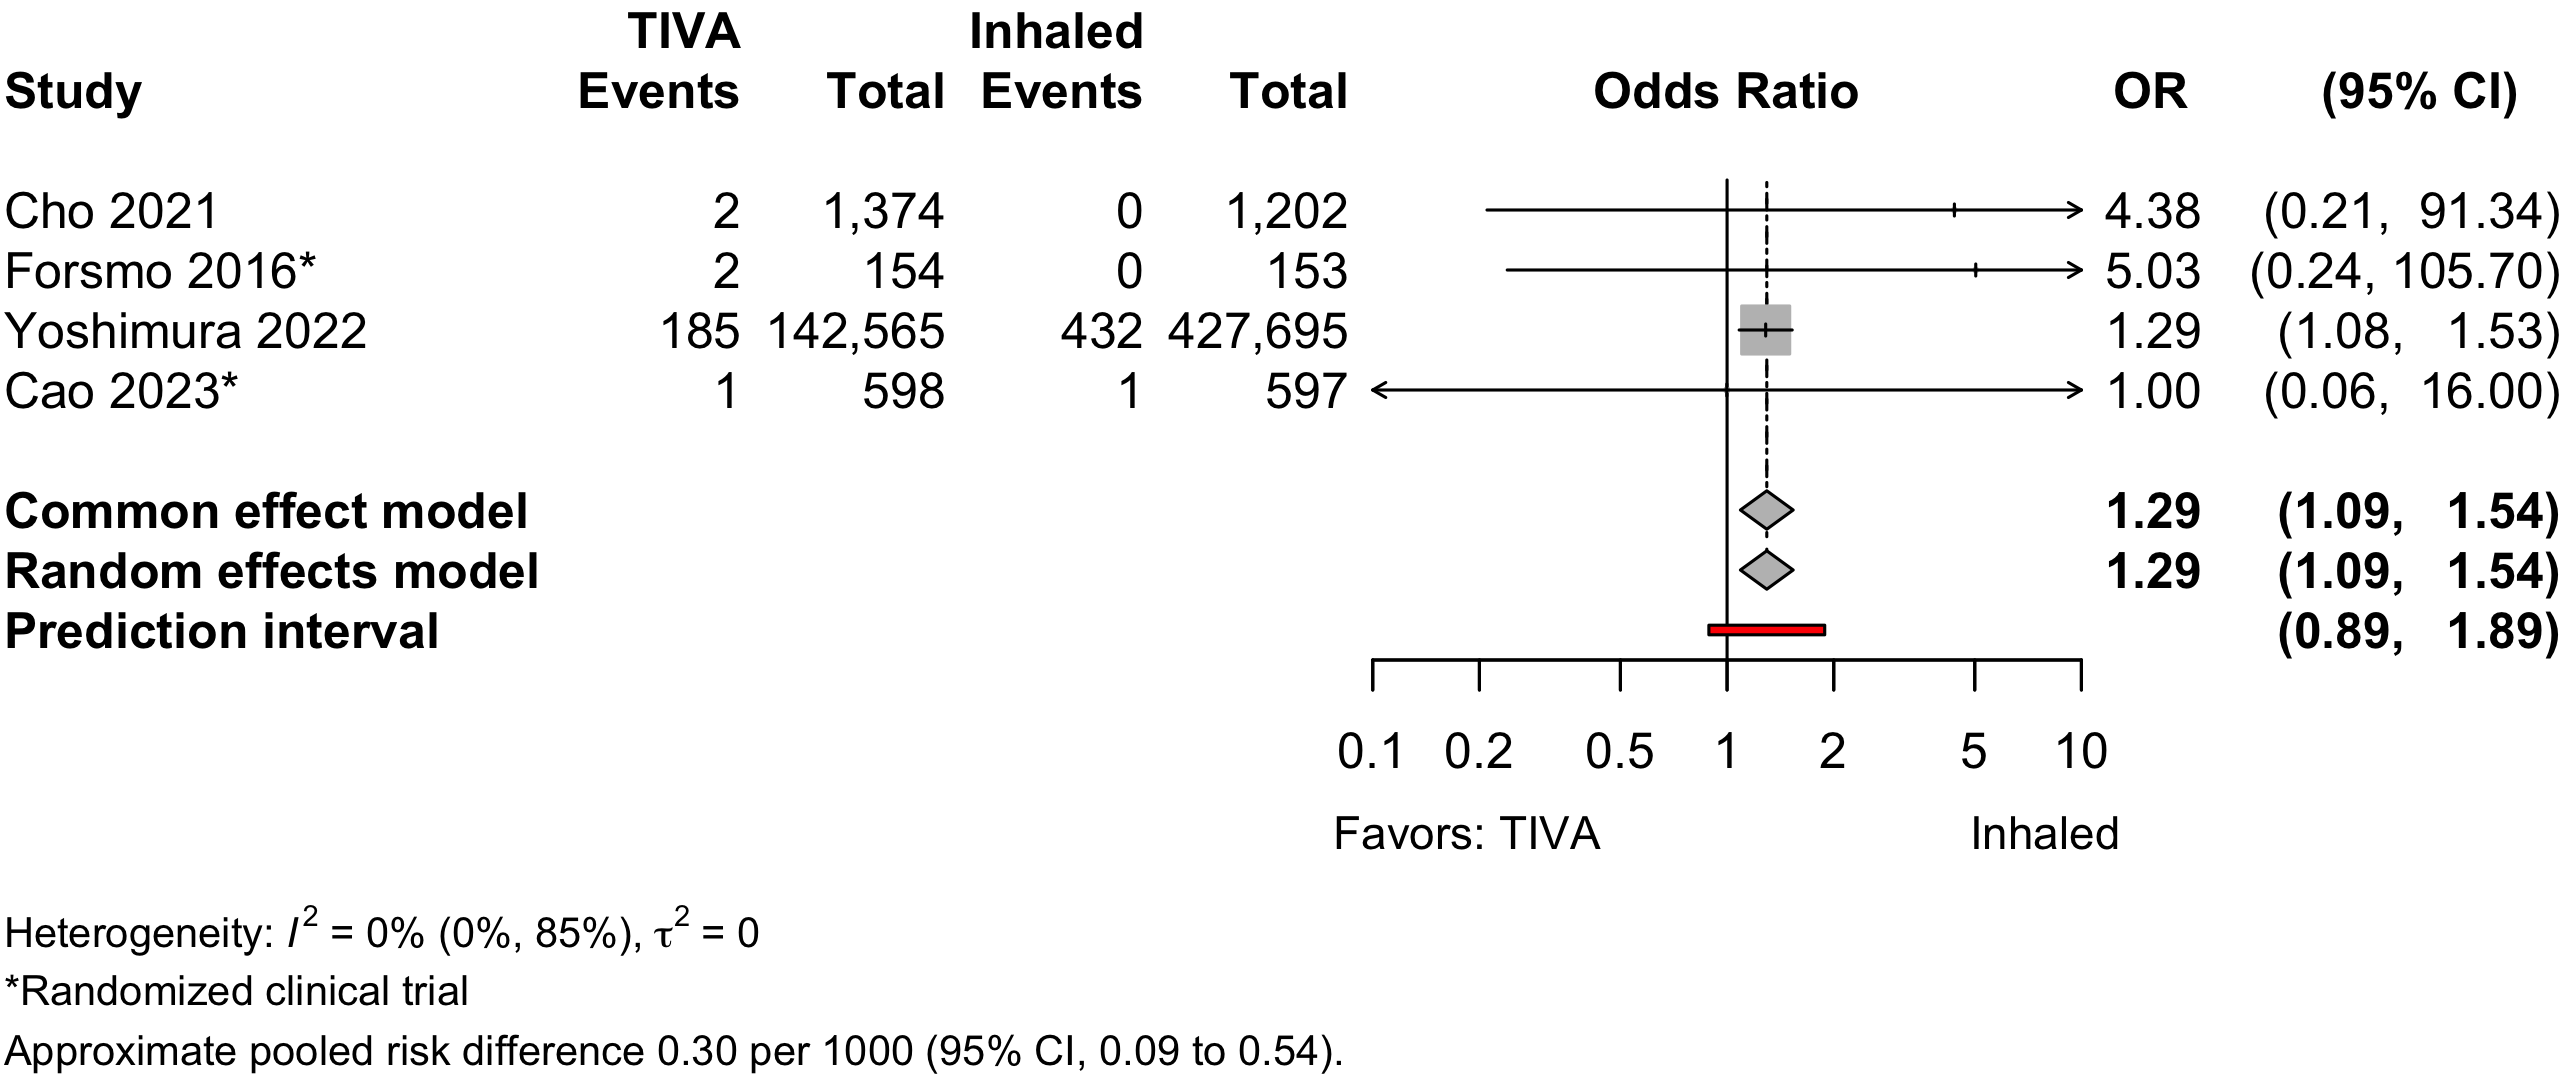 TIVA Inhaled
Study Events Total Events Total Odds Ratio OR (95% CI)
Cho 2021 2 1,374 0 1,202 4.38 (0.21, 91.34)
Forsmo 2016* 2 154 0 153 5.03 (0.24, 105.70)
Yoshimura 2022 185 142,565 432 427,695 1.29 (1.08, 1.53)
Cao 2023* 1 598 1 597 1.00 (0.06, 16.00)
Common effect model 1.29 (1.09, 1.54)
Random effects model 1.29 (1.09, 1.54)
Prediction interval (0.89, 1.89)
0.1 0.2 0.5 1 2 5 10
Favors: TIVA Inhaled
Heterogeneity: I² = 0% (0%, 85%), τ² = 0
*Randomized clinical trial
Approximate pooled risk difference 0.30 per 1000 (95% CI, 0.09 to 0.54).